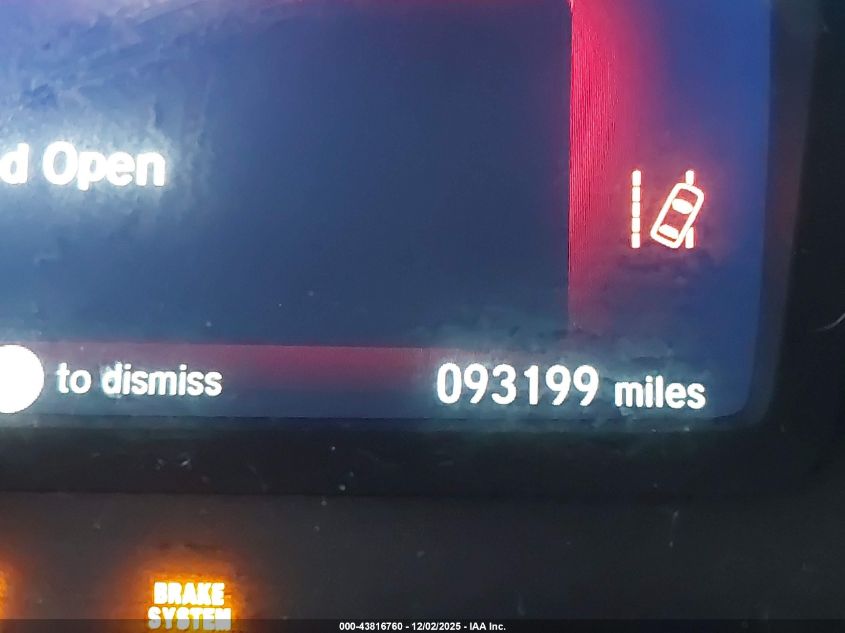 d Open
to dismiss
093199 miles
BRAKE
SYSTEM
000-43816760 - 12/02/2025 - IAA Inc.